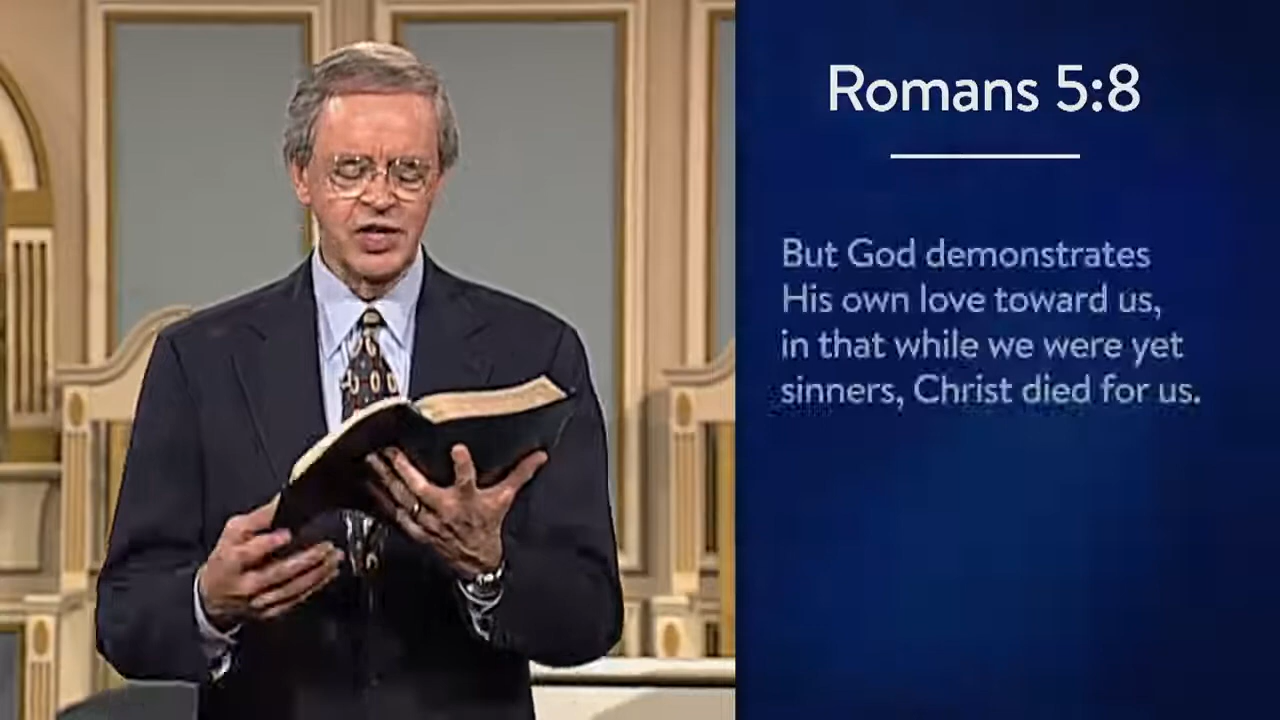 Romans 5:8
But God demonstrates
His own love toward us,
in that while we were yet
sinners, Christ died for us.